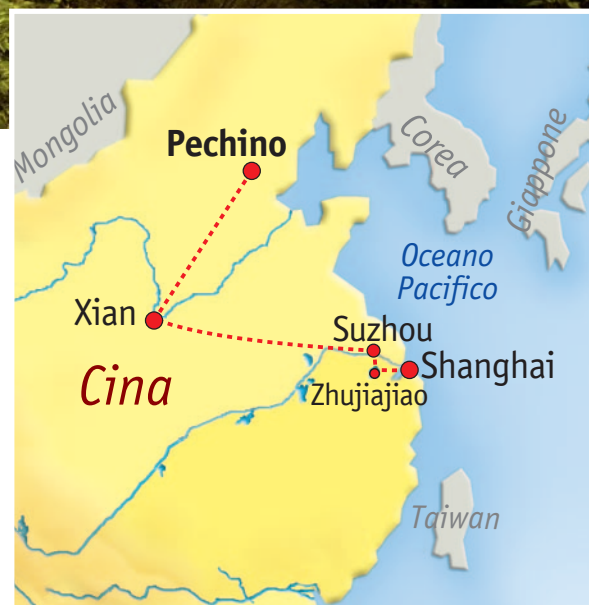 Mongolia
Pechino
Corea
Giappone
Oceano
Pacifico
Xian
Suzhou
Shanghai
Cina
Zhujiajiao
Taiwan